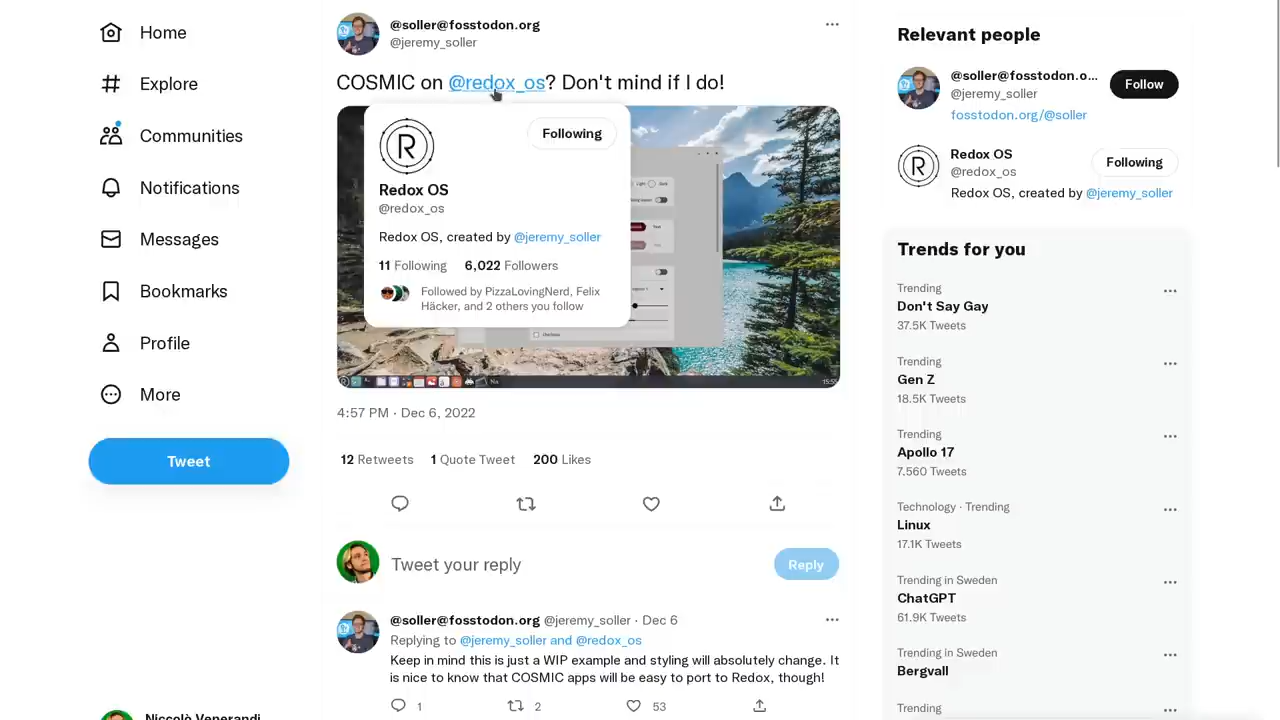 Home
Explore
Communities
Notifications
Messages
Bookmarks
Profile
More
Tweet
Niccolò Venerandi
@soller@fosstodon.org
@jeremy_soller
COSMIC on @redox_os? Don't mind if I do!
R
Following
Redox OS
@redox_os
Redox OS, created by @jeremy_soller
11 Following 6,022 Followers
Followed by PizzaLovingNerd, Felix
Häcker, and 2 others you follow
4:57 PM · Dec 6, 2022
12 Retweets 1 Quote Tweet 200 Likes
Tweet your reply
Reply
@soller@fosstodon.org @jeremy_soller · Dec 6
Replying to @jeremy_soller and @redox_os
Keep in mind this is just a WIP example and styling will absolutely change. It
is nice to know that COSMIC apps will be easy to port to Redox, though!
1 2 53
Relevant people
@soller@fosstodon.o...
@jeremy_soller
Follow
fosstodon.org/@soller
R
Redox OS
@redox_os
Following
Redox OS, created by @jeremy_soller
Trends for you
Trending
Don't Say Gay
37.5K Tweets
Trending
Gen Z
18.5K Tweets
Trending
Apollo 17
7.560 Tweets
Technology · Trending
Linux
17.1K Tweets
Trending in Sweden
ChatGPT
61.9K Tweets
Trending in Sweden
Bergvall
Trending